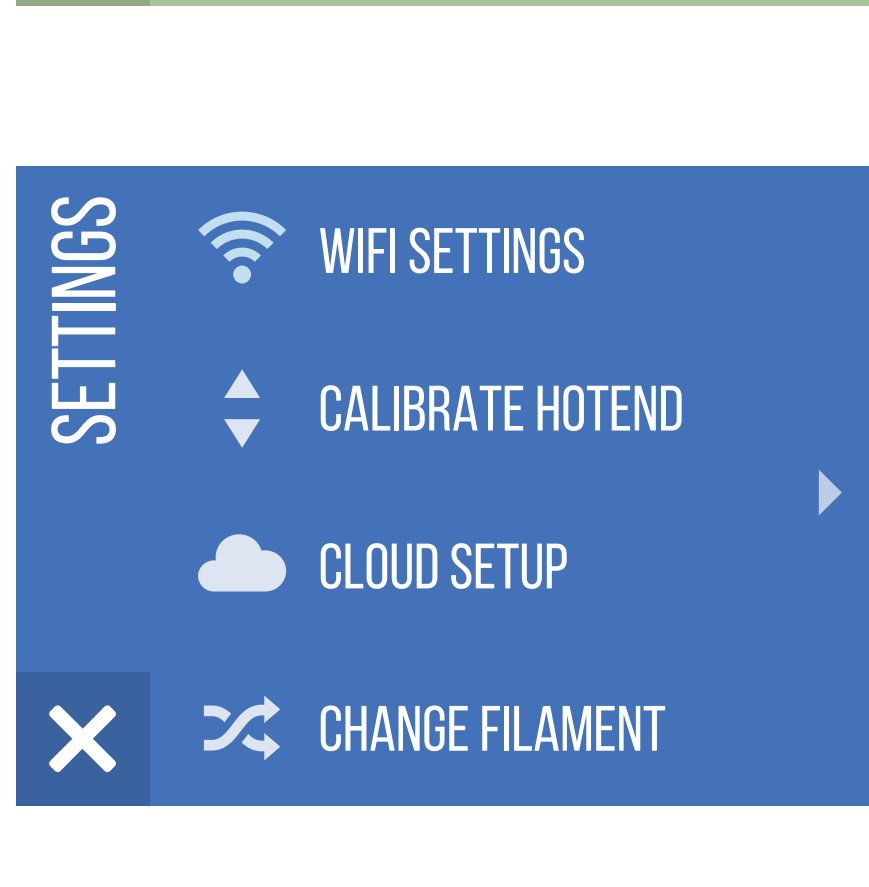 SETTINGS
WIFI SETTINGS
CALIBRATE HOTEND
CLOUD SETUP
CHANGE FILAMENT